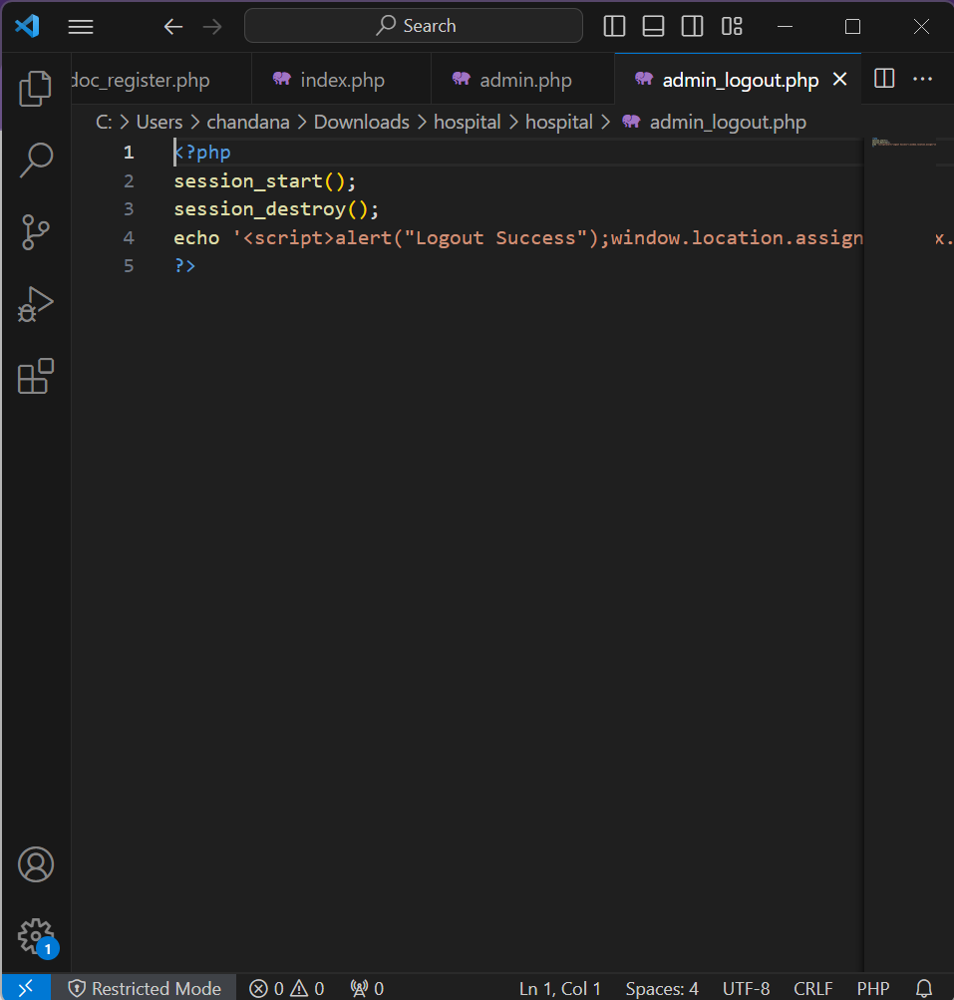 Search
doc_register.php
index.php
admin.php
admin_logout.php
C: > Users > chandana > Downloads > hospital > hospital > admin_logout.php
1 <?php
2 session_start();
3 session_destroy();
4 echo '<script>alert("Logout Success");window.location.assign x.
5 ?>
1
Restricted Mode
0
0
0
Ln 1, Col 1
Spaces: 4
UTF-8
CRLF
PHP